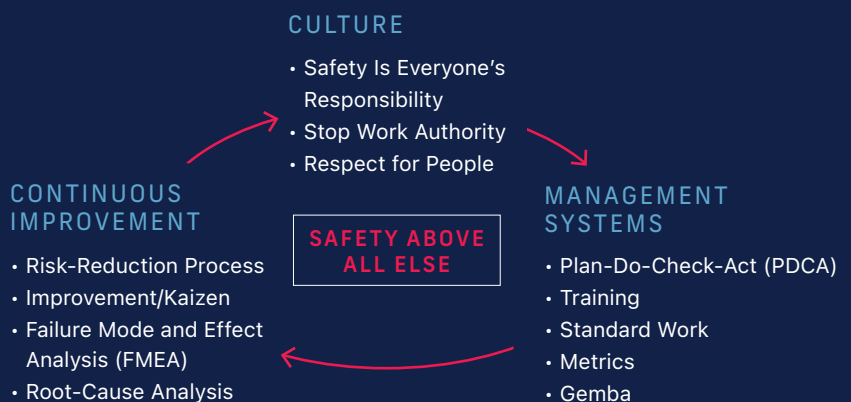 CULTURE
• Safety Is Everyone's
Responsibility
• Stop Work Authority
• Respect for People
CONTINUOUS
IMPROVEMENT
• Risk-Reduction Process
• Improvement/Kaizen
• Failure Mode and Effect
Analysis (FMEA)
• Root-Cause Analysis
SAFETY ABOVE
ALL ELSE
MANAGEMENT
SYSTEMS
• Plan-Do-Check-Act (PDCA)
• Training
• Standard Work
• Metrics
• Gemba